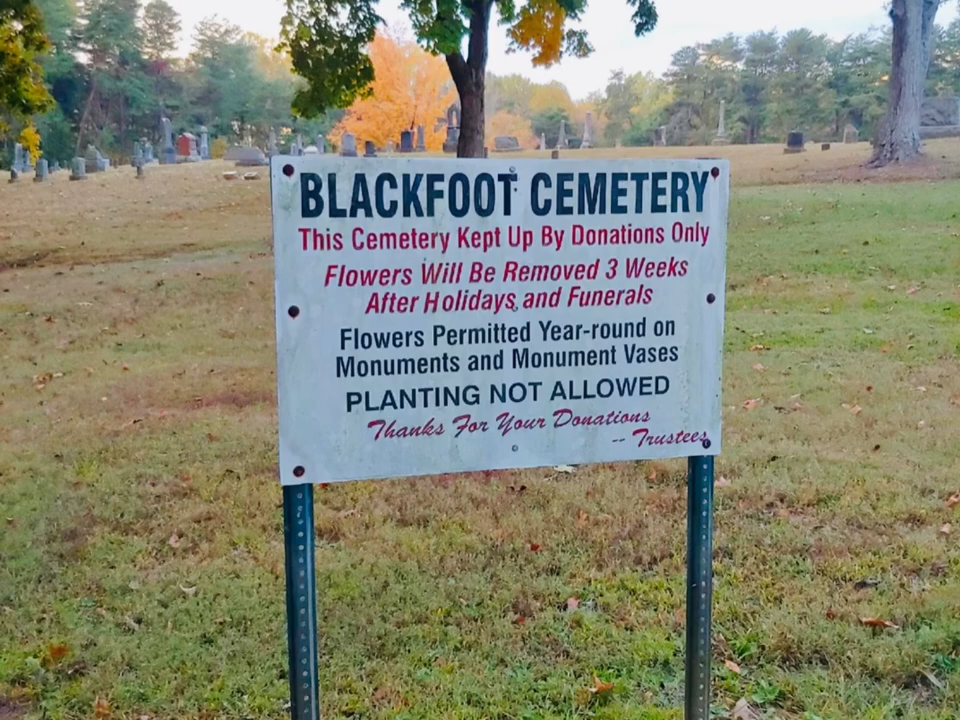 BLACKFOOT CEMETERY
This Cemetery Kept Up By Donations Only
Flowers Will Be Removed 3 Weeks
After Holidays and Funerals
Flowers Permitted Year-round on
Monuments and Monument Vases
PLANTING NOT ALLOWED
Thanks For Your Donations
-- Trustees